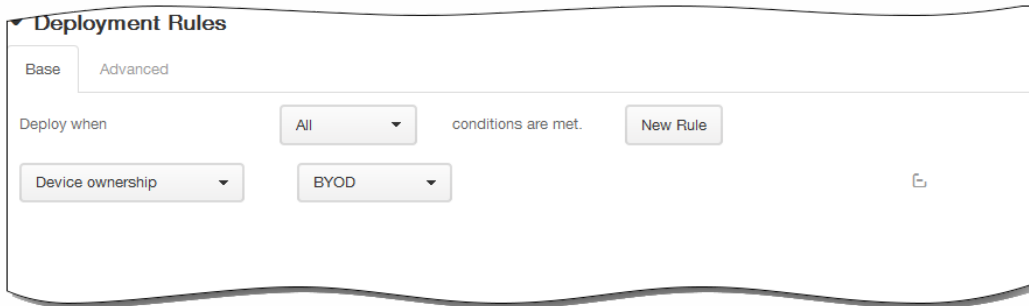 Deployment Rules
Base Advanced
Deploy when All conditions are met. New Rule
Device ownership BYOD